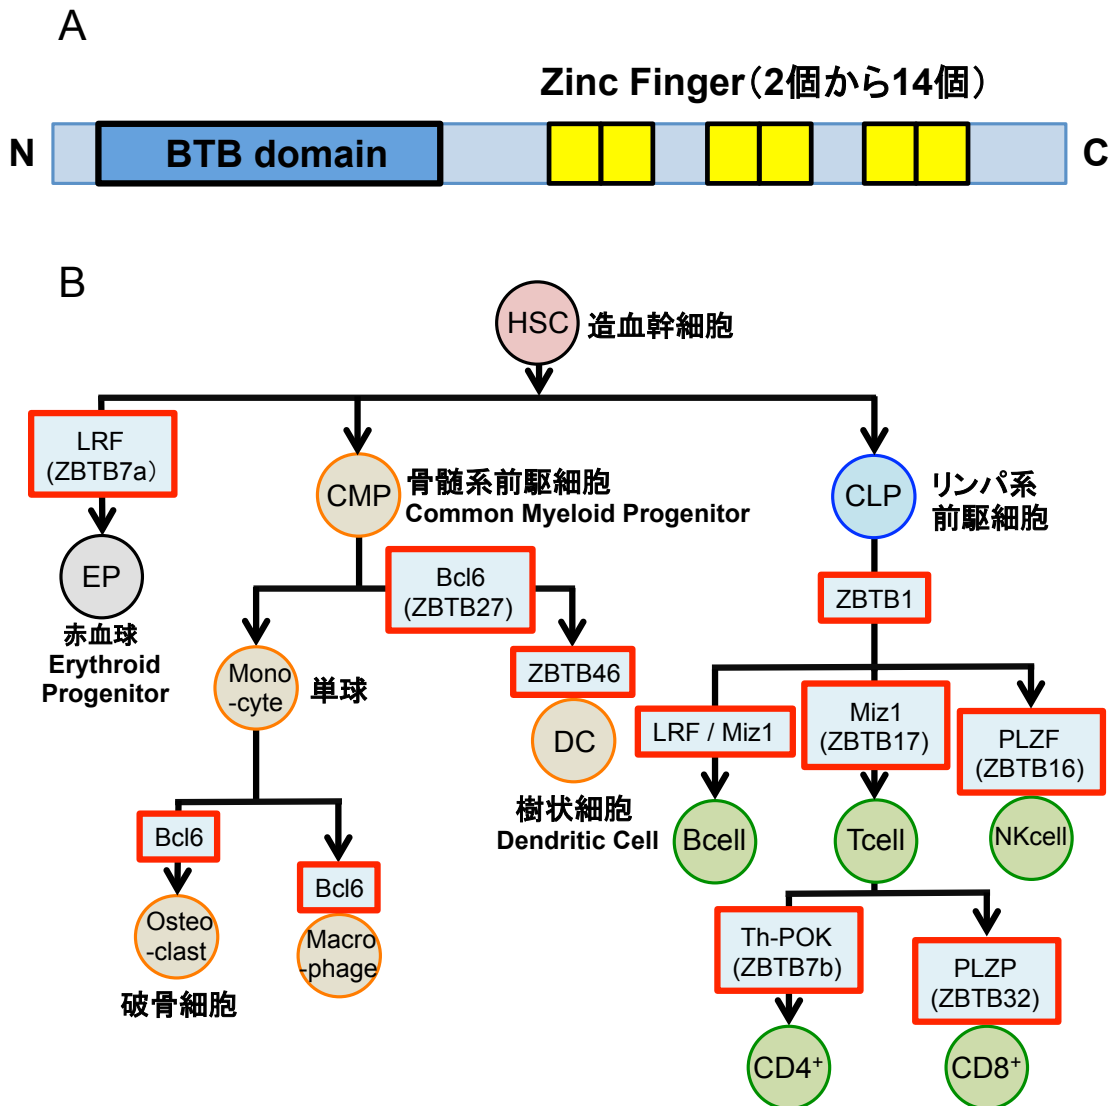 A
Zinc Finger（2個から14個）
N
BTB domain
C
B
HSC
造血幹細胞
LRF
(ZBTB7a）
EP
赤血球
Erythroid
Progenitor
CMP
骨髄系前駆細胞
Common Myeloid Progenitor
CLP
リンパ系
前駆細胞
Bcl6
(ZBTB27)
ZBTB1
Mono
-cyte
単球
ZBTB46
DC
樹状細胞
Dendritic Cell
LRF / Miz1
Miz1
(ZBTB17)
PLZF
(ZBTB16)
Bcell
Tcell
NKcell
Bcl6
Osteo
-clast
破骨細胞
Bcl6
Macro
-phage
Th-POK
(ZBTB7b)
PLZP
(ZBTB32)
CD4⁺
CD8⁺